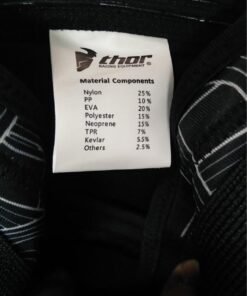 thor
RACING EQUIPMENT ®
Material Components
Nylon 25%
PP 10%
EVA 20%
Polyester 15%
Neoprene 15%
TPR 7%
Kevlar 5.5%
Others 2.5%